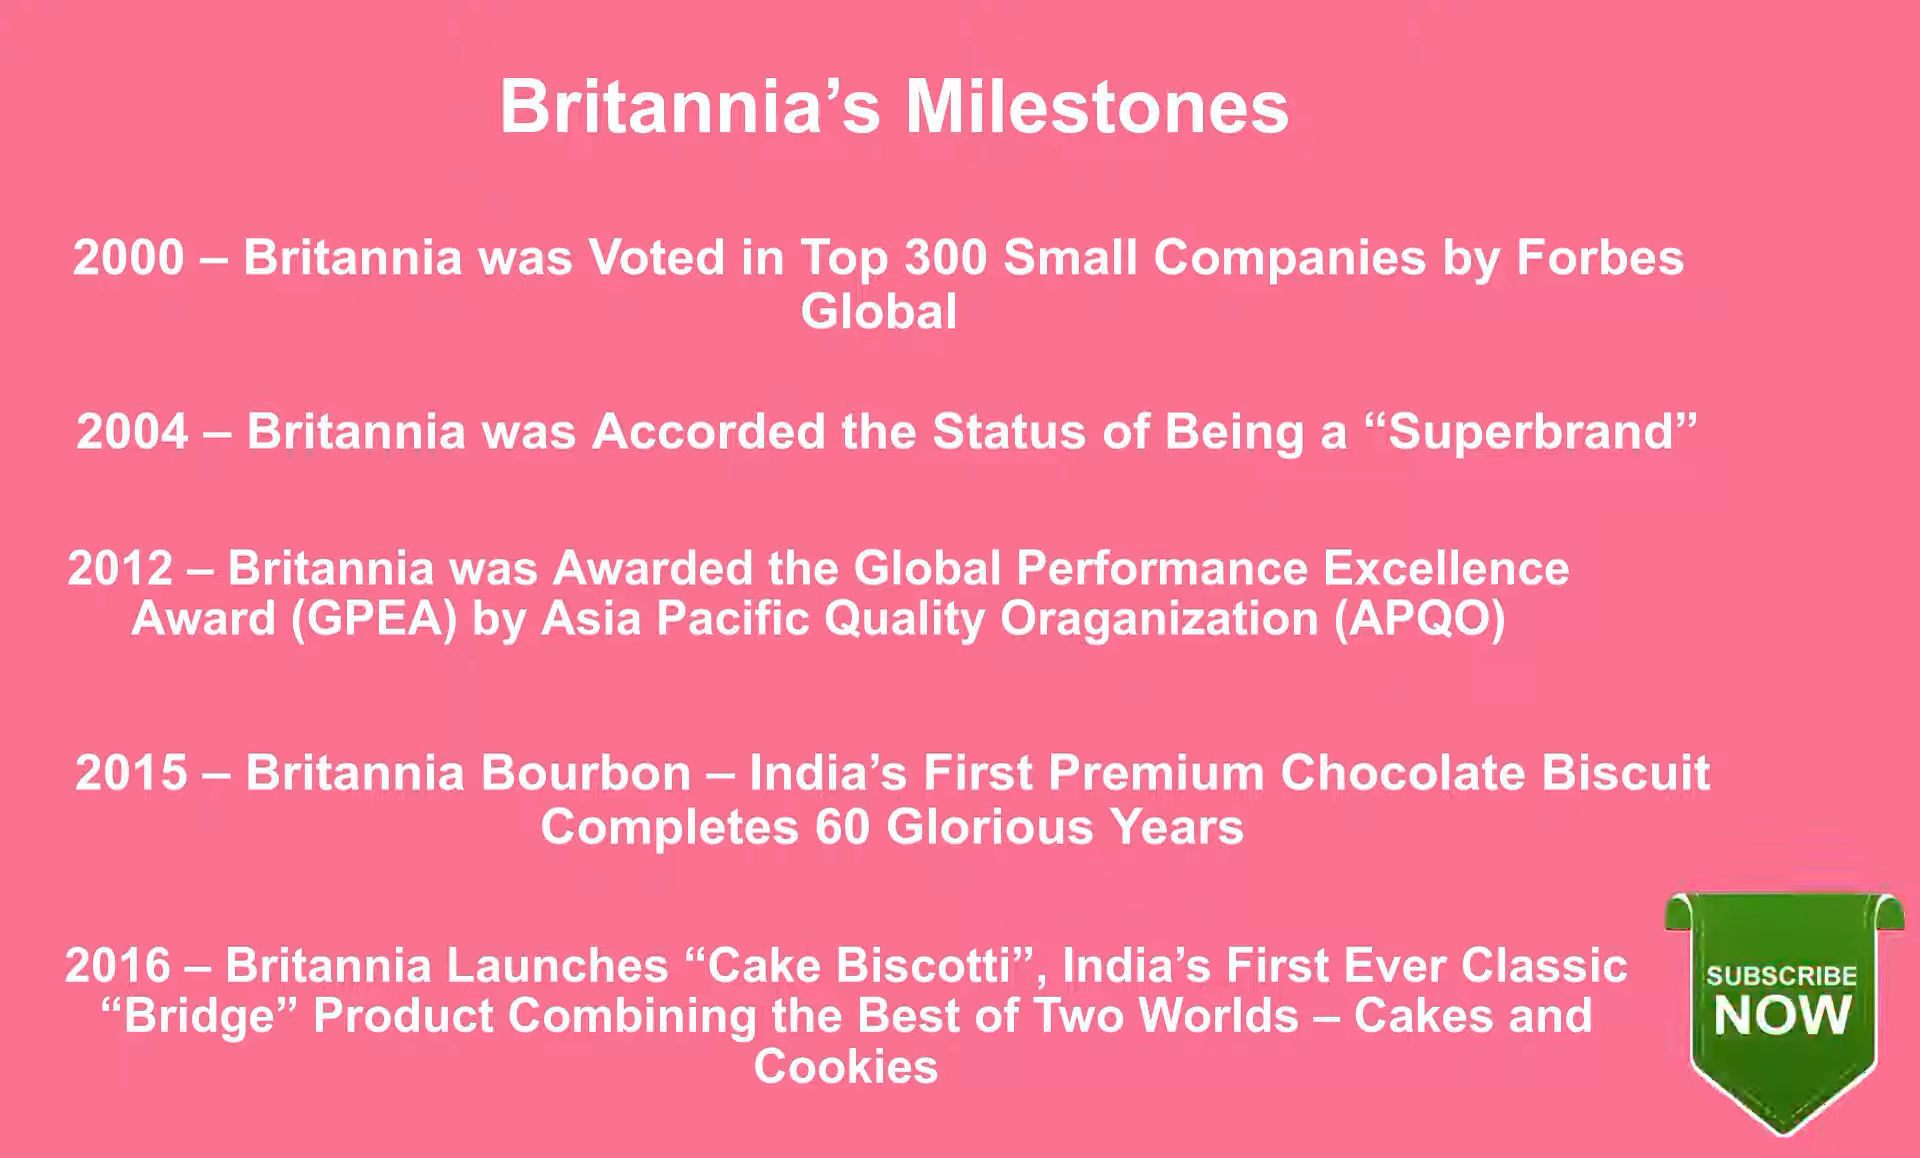 Britannia’s Milestones
2000 – Britannia was Voted in Top 300 Small Companies by Forbes
Global
2004 – Britannia was Accorded the Status of Being a “Superbrand”
2012 – Britannia was Awarded the Global Performance Excellence
Award (GPEA) by Asia Pacific Quality Oraganization (APQO)
2015 – Britannia Bourbon – India’s First Premium Chocolate Biscuit
Completes 60 Glorious Years
2016 – Britannia Launches “Cake Biscotti”, India’s First Ever Classic
“Bridge” Product Combining the Best of Two Worlds – Cakes and
Cookies
SUBSCRIBE
NOW